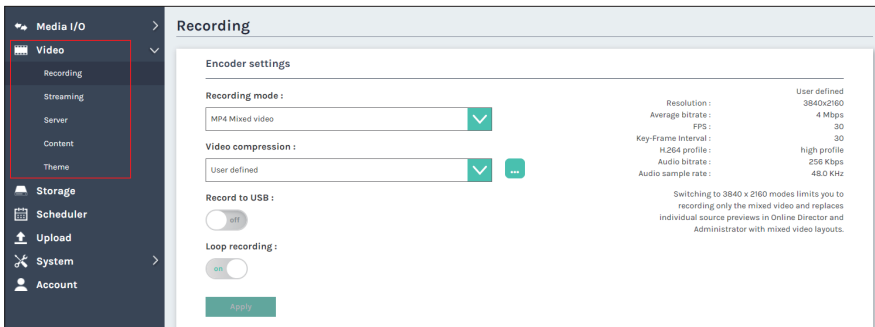 Media I/O
Video
Recording
Streaming
Server
Content
Theme
Storage
Scheduler
Upload
System
Account
Recording
Encoder settings
Recording mode :
MP4 Mixed video
Video compression :
User defined
...
Record to USB :
off
Loop recording :
on
Apply
User defined
Resolution : 3840x2160
Average bitrate : 4 Mbps
FPS : 30
Key-Frame Interval : 30
H.264 profile : high profile
Audio bitrate : 256 Kbps
Audio sample rate : 48.0 KHz
Switching to 3840 x 2160 modes limits you to
recording only the mixed video and replaces
individual source previews in Online Director and
Administrator with mixed video layouts.